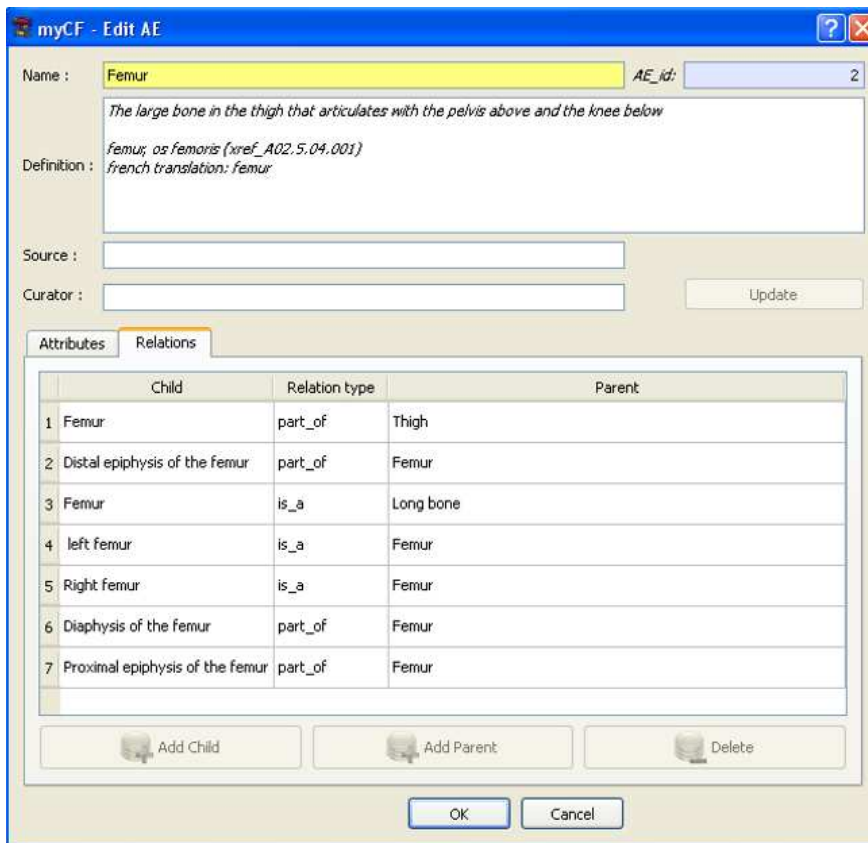 myCF - Edit AE
Name :
Femur
AE_id:
2
Definition :
The large bone in the thigh that articulates with the pelvis above and the knee below
femur, os femoris (xref_A02.5.04.001)
french translation: femur
Source :
Curator :
Update
Attributes
Relations
Child Relation type Parent
1 Femur part_of Thigh
2 Distal epiphysis of the femur part_of Femur
3 Femur is_a Long bone
4 left femur is_a Femur
5 Right femur is_a Femur
6 Diaphysis of the femur part_of Femur
7 Proximal epiphysis of the femur part_of Femur
Add Child
Add Parent
Delete
OK
Cancel